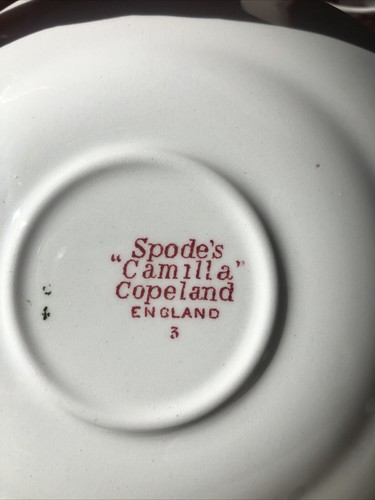 Spode's
"Camilla"
Copeland
ENGLAND
3